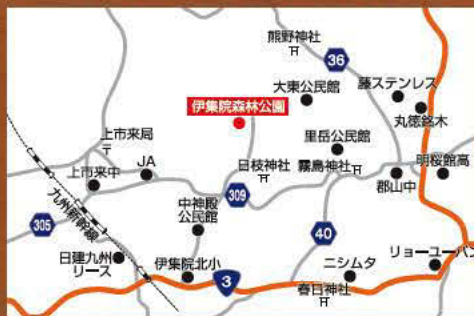 熊野神社
36
大東公民館
藤ステンレス
丸徳銘木
伊集院森林公園
上市来局
里岳公民館
JA
日枝神社
霧島神社
明桜館高
上市来中
郡山中
309
九州新幹線
中神殿
公民館
305
40
日建九州
リース
伊集院北小
3
ニシムタ
リョーユーパン
春日神社